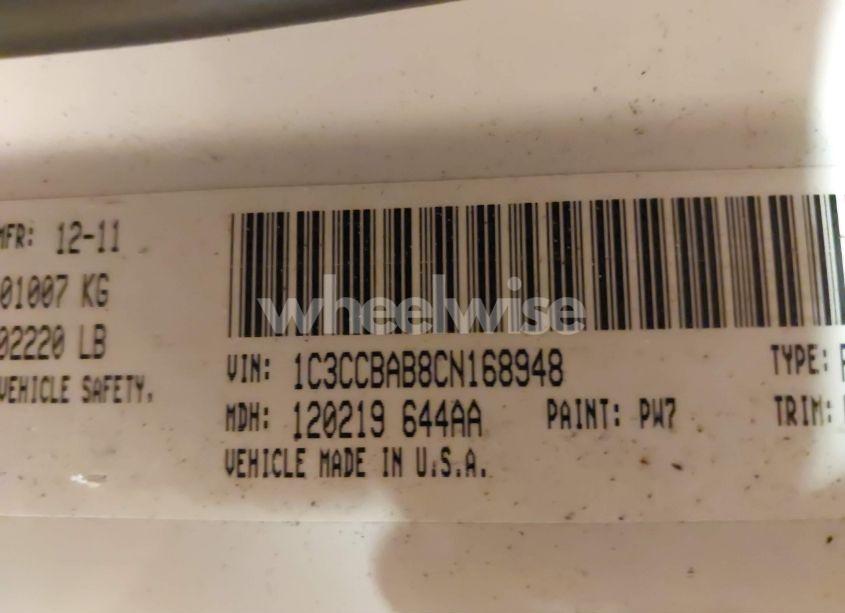 MFR: 12-11
01007 KG
02220 LB
VEHICLE SAFETY.
wheelwise
VIN: 1C3CCBAB8CN168948
TYPE:
MDH: 120219 644AA PAINT: PW7
TRIM:
VEHICLE MADE IN U.S.A.